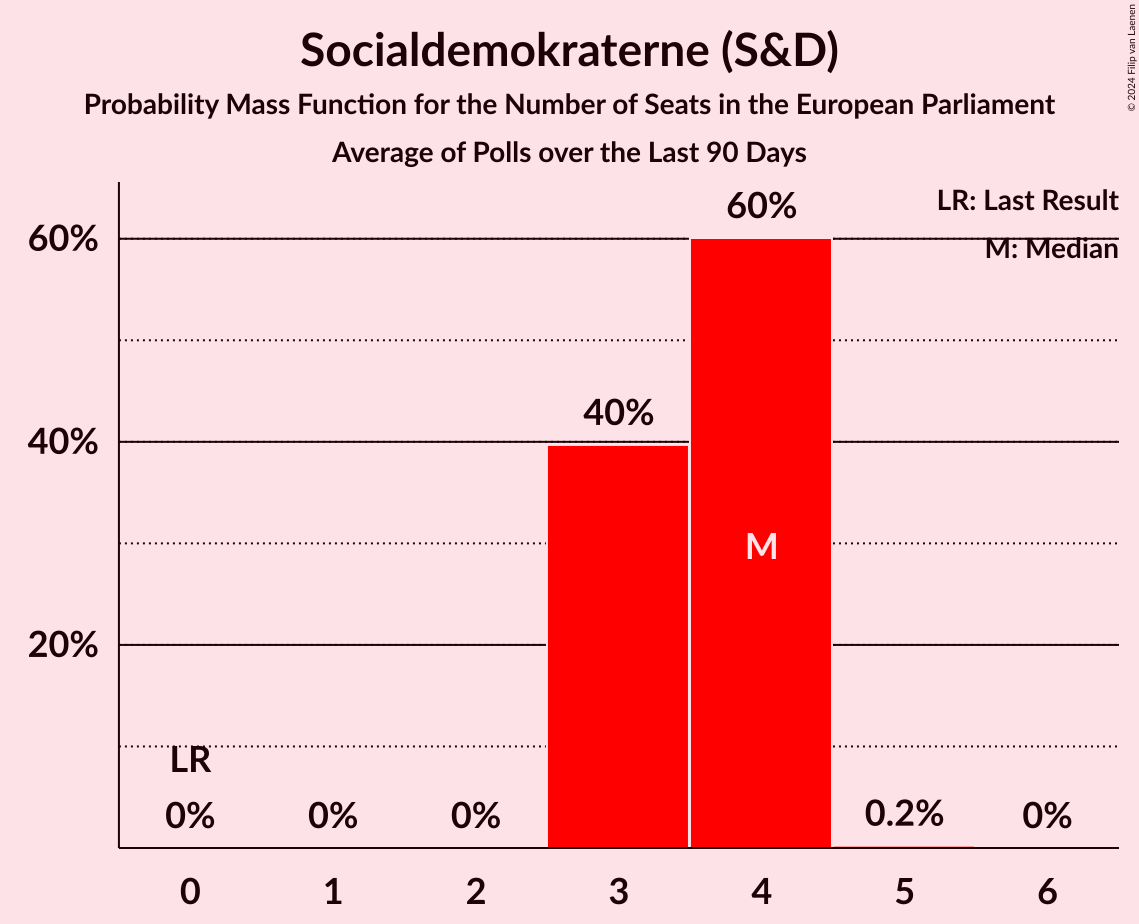 Socialdemokraterne (S&D)
Probability Mass Function for the Number of Seats in the European Parliament
Average of Polls over the Last 90 Days
© 2024 Filip van Laenen
LR: Last Result
M: Median
60%
40%
20%
60%
40%
M
LR
0%
0%
0%
0.2%
0%
0
1
2
3
4
5
6